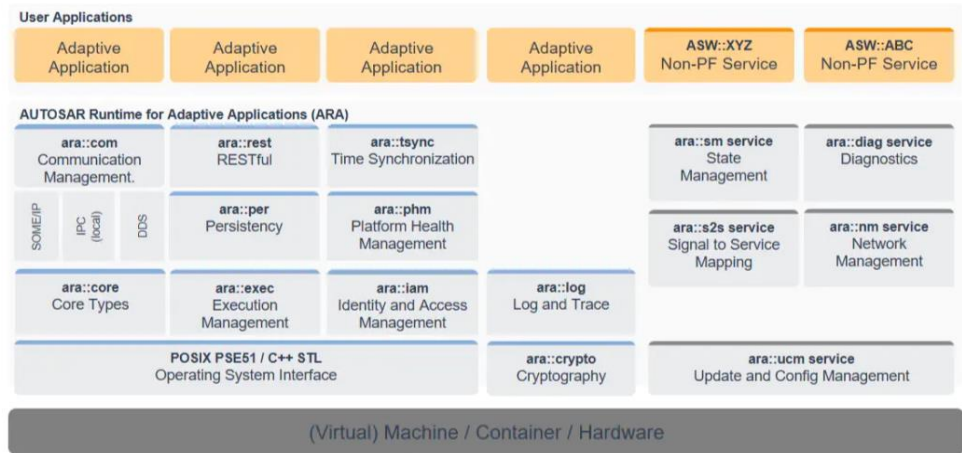 User Applications
Adaptive
Application
Adaptive
Application
Adaptive
Application
Adaptive
Application
ASW::XYZ
Non-PF Service
ASW::ABC
Non-PF Service
AUTOSAR Runtime for Adaptive Applications (ARA)
ara::com
Communication
Management.
ara::rest
RESTful
ara::tsync
Time Synchronization
ara::sm service
State
Management
ara::diag service
Diagnostics
SOME/IP
IPC
(local)
DDS
ara::per
Persistency
ara::phm
Platform Health
Management
ara::s2s service
Signal to Service
Mapping
ara::nm service
Network
Management
ara::core
Core Types
ara::exec
Execution
Management
ara::iam
Identity and Access
Management
ara::log
Log and Trace
POSIX PSE51 / C++ STL
Operating System Interface
ara::crypto
Cryptography
ara::ucm service
Update and Config Management
(Virtual) Machine / Container / Hardware